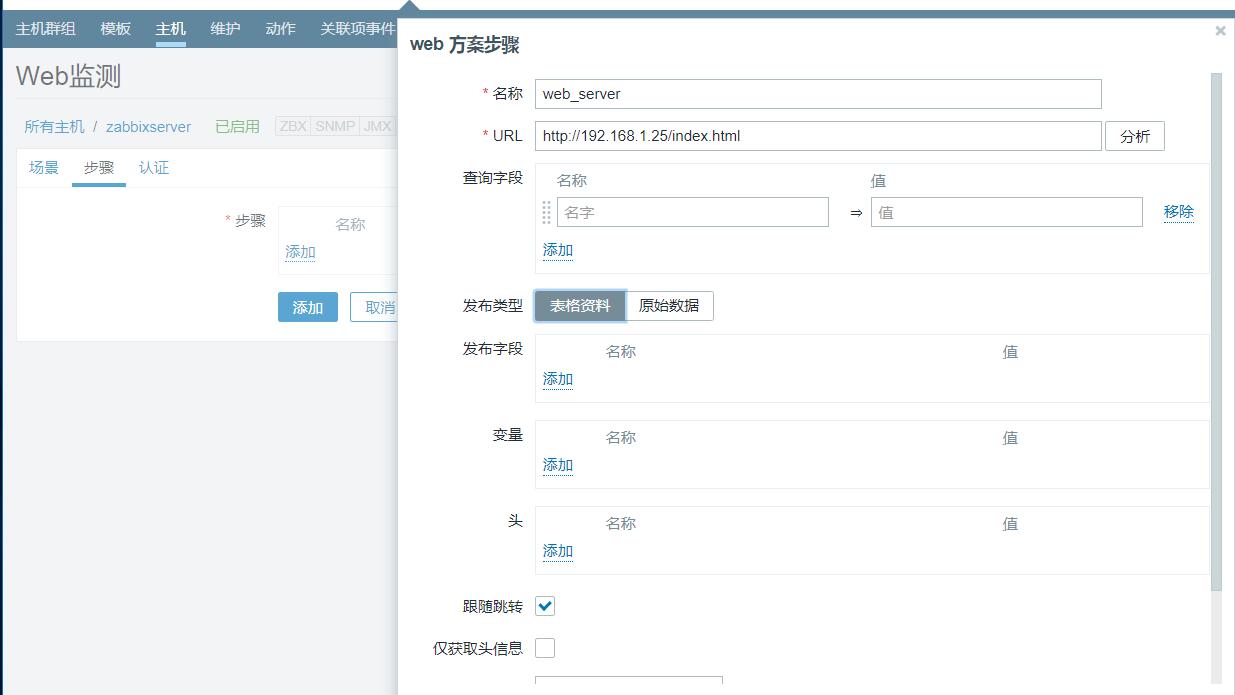 主机群组 模板 主机 维护 动作 关联项事件
Web监测
所有主机 / zabbixserver 已启用 ZBX SNMP JMX
场景 步骤 认证
* 步骤 名称
添加
添加 取消
web 方案步骤
* 名称 web_server
* URL http://192.168.1.25/index.html 分析
查询字段 名称 值
名字 ⇒ 值 移除
添加
发布类型 表格资料 原始数据
发布字段 名称 值
添加
变量 名称 值
添加
头 名称 值
添加
跟随跳转
仅获取头信息